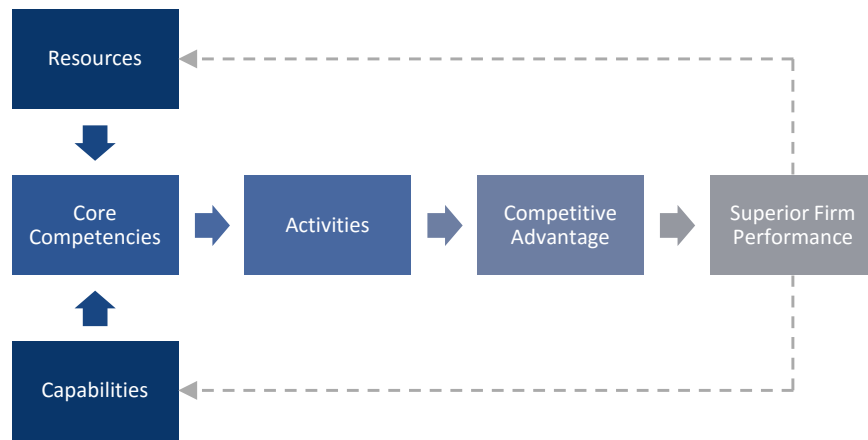 Resources
Core
Competencies
Activities
Competitive
Advantage
Superior Firm
Performance
Capabilities